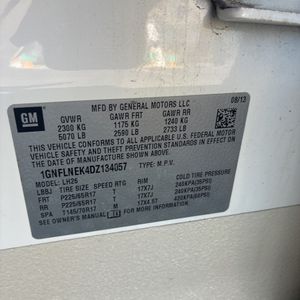 MFD BY GENERAL MOTORS LLC 08/13
GM GVWR GAWR FRT GAWR RR
2300 KG 1175 KG 1240 KG
5070 LB 2590 LB 2733 LB
THIS VEHICLE CONFORMS TO ALL APPLICABLE U.S. FEDERAL MOTOR
VEHICLE SAFETY AND THEFT PREVENTION STANDARDS IN EFFECT ON
THE DATE OF MANUFACTURE SHOWN ABOVE.
1GNFLNEK4DZ134057 TYPE: M.P.V.
MODEL: 1LH26
LBBJ TIRE SIZE SPEED RTG RIM COLD TIRE PRESSURE
FRT P225/65R17 T 17X7J 240KPA(35PSI)
RR P225/65R17 T 17X7J 240KPA(35PSI)
SPA T145/70R17 M 17X4.5T 420KPA(60PSI)
SEE OWNER'S MANUAL FOR